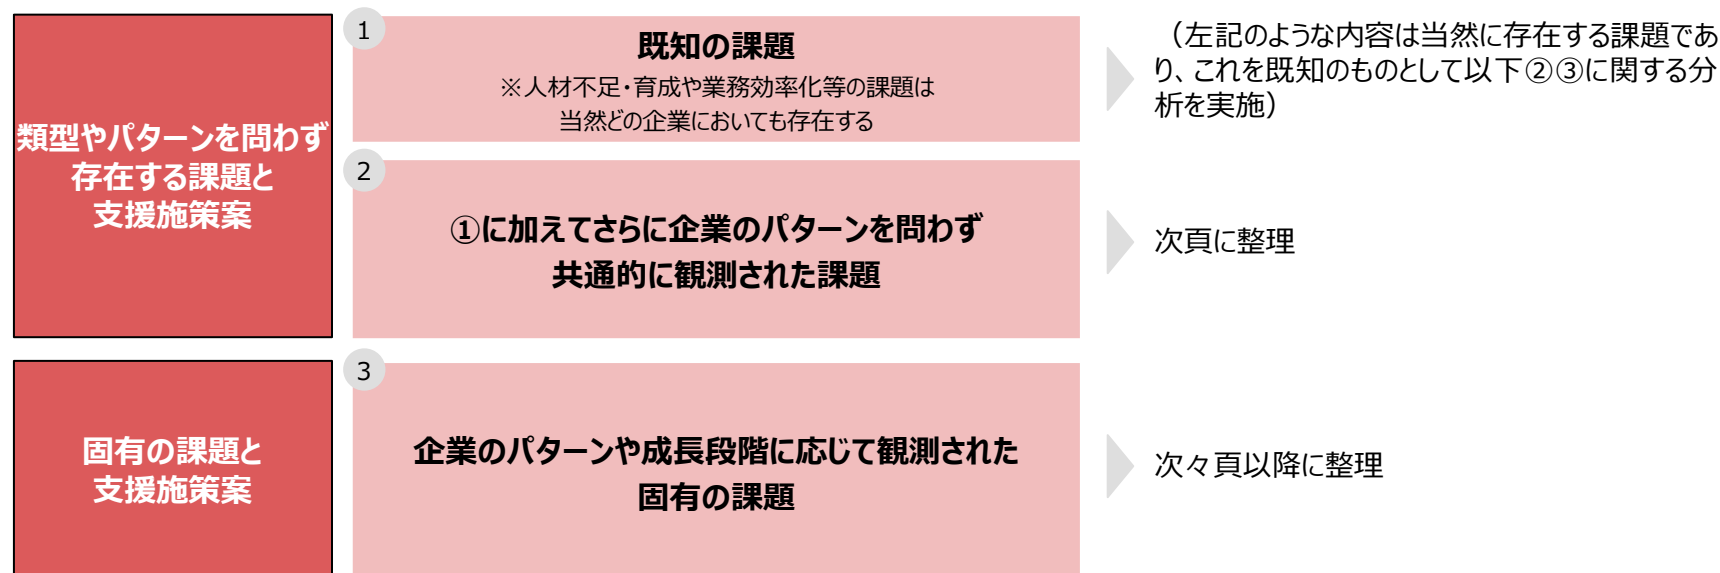 類型やパターンを問わず
存在する課題と
支援施策案
1
既知の課題
※人材不足・育成や業務効率化等の課題は
当然どの企業においても存在する
（左記のような内容は当然に存在する課題であ
り、これを既知のものとして以下②③に関する分
析を実施）
2
①に加えてさらに企業のパターンを問わず
共通的に観測された課題
次頁に整理
固有の課題と
支援施策案
3
企業のパターンや成長段階に応じて観測された
固有の課題
次々頁以降に整理